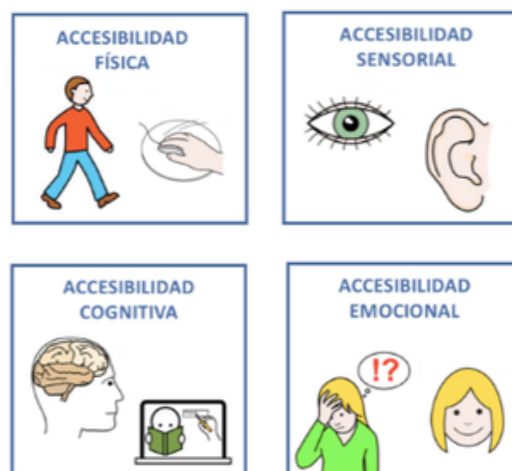 ACCESIBILIDAD
FÍSICA
ACCESIBILIDAD
SENSORIAL
ACCESIBILIDAD
COGNITIVA
ACCESIBILIDAD
EMOCIONAL
!?